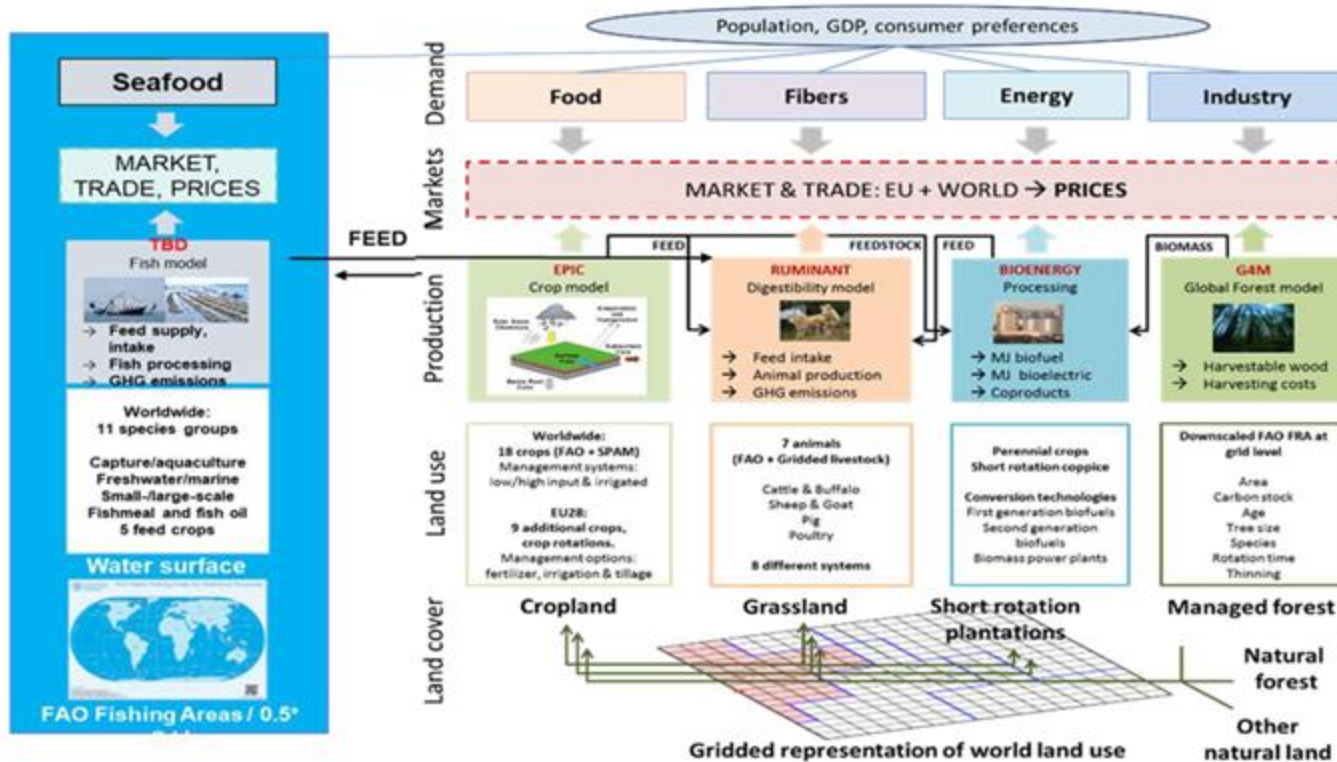 Population, GDP, consumer preferences
Seafood
MARKET,
TRADE, PRICES
TBD
Fish model
→ Feed supply,
intake
→ Fish processing
→ GHG emissions
Worldwide:
11 species groups
Capture/aquaculture
Freshwater/marine
Small-/large-scale
Fishmeal and fish oil
5 feed crops
Water surface
FAO Fishing Areas / 0.5°
FEED
Demand
Food
Fibers
Energy
Industry
Markets
MARKET & TRADE: EU + WORLD → PRICES
FEED
FEEDSTOCK
FEED
BIOMASS
Production
EPIC
Crop model
RUMINANT
Digestibility model
→ Feed intake
→ Animal production
→ GHG emissions
BIOENERGY
Processing
→ MJ biofuel
→ MJ bioelectric
→ Coproducts
G4M
Global Forest model
→ Harvestable wood
→ Harvesting costs
Land use
Worldwide:
18 crops (FAO + SPAM)
Management systems:
low/high input & irrigated
EU28:
9 additional crops,
crop rotations.
Management options:
fertilizer, irrigation & tillage
7 animals
(FAO + Gridded livestock)
Cattle & Buffalo
Sheep & Goat
Pig
Poultry
8 different systems
Perennial crops
Short rotation coppice
Conversion technologies
First generation biofuels
Second generation
biofuels
Biomass power plants
Downscaled FAO FRA at
grid level
Area
Carbon stock
Age
Tree size
Species
Rotation time
Thinning
Land cover
Cropland
Grassland
Short rotation
plantations
Managed forest
Natural
forest
Other
natural land
Gridded representation of world land use